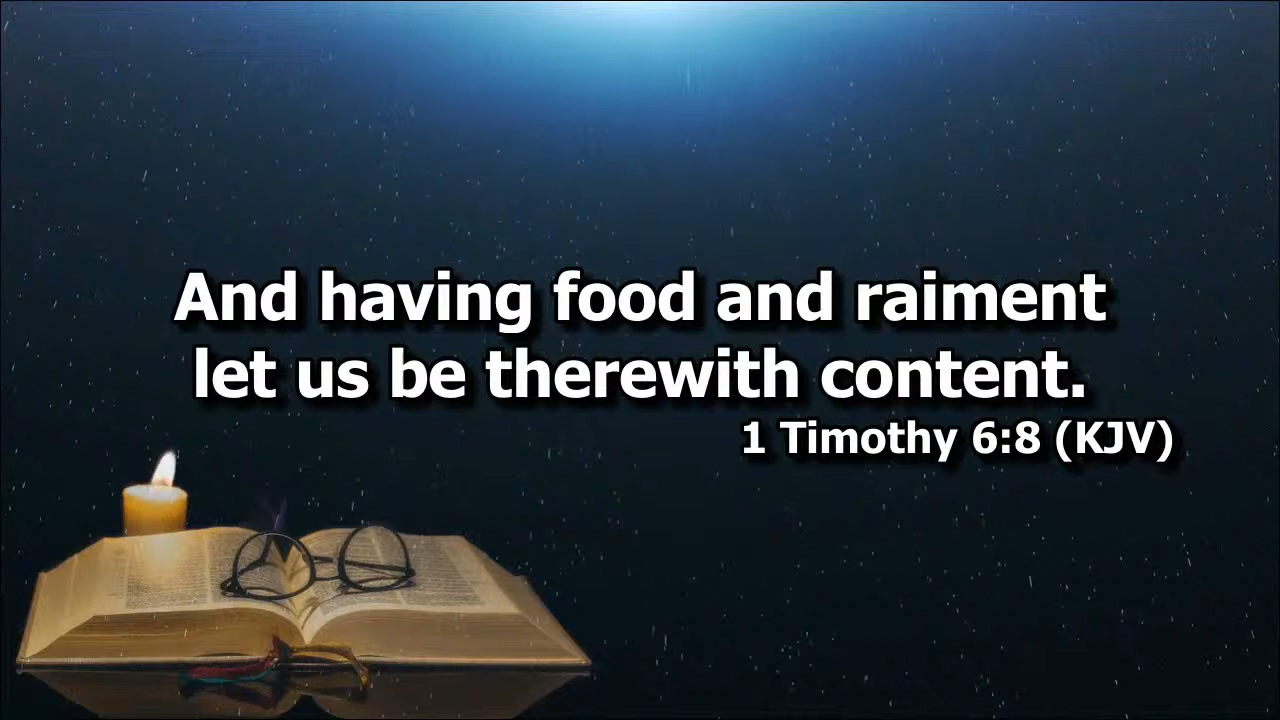 And having food and raiment
let us be therewith content.
1 Timothy 6:8 (KJV)